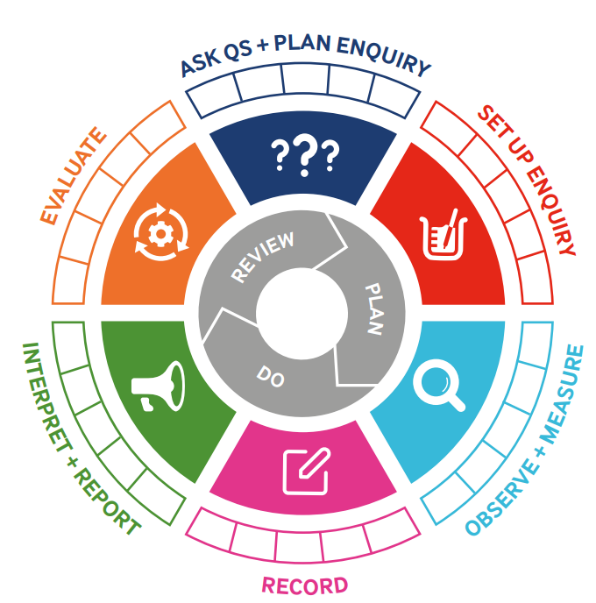 ASK QS + PLAN ENQUIRY
SET UP ENQUIRY
OBSERVE + MEASURE
RECORD
INTERPRET + REPORT
EVALUATE
???
REVIEW
PLAN
DO